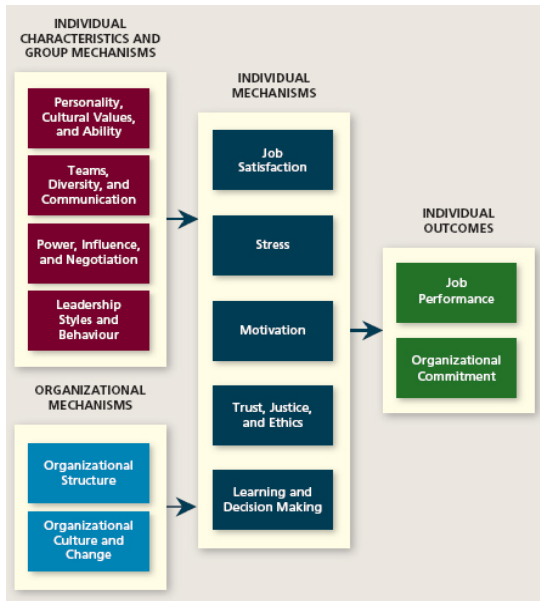 INDIVIDUAL
CHARACTERISTICS AND
GROUP MECHANISMS
Personality,
Cultural Values,
and Ability
Teams,
Diversity, and
Communication
Power, Influence,
and Negotiation
Leadership
Styles and
Behaviour
ORGANIZATIONAL
MECHANISMS
Organizational
Structure
Organizational
Culture and
Change
INDIVIDUAL
MECHANISMS
Job
Satisfaction
Stress
Motivation
Trust, Justice,
and Ethics
Learning and
Decision Making
INDIVIDUAL
OUTCOMES
Job
Performance
Organizational
Commitment